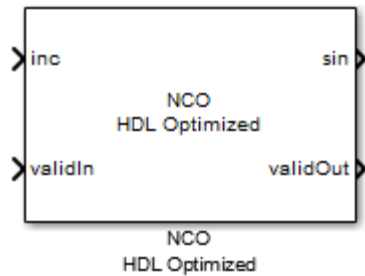 inc
sin
NCO
HDL Optimized
validIn
validOut
NCO
HDL Optimized